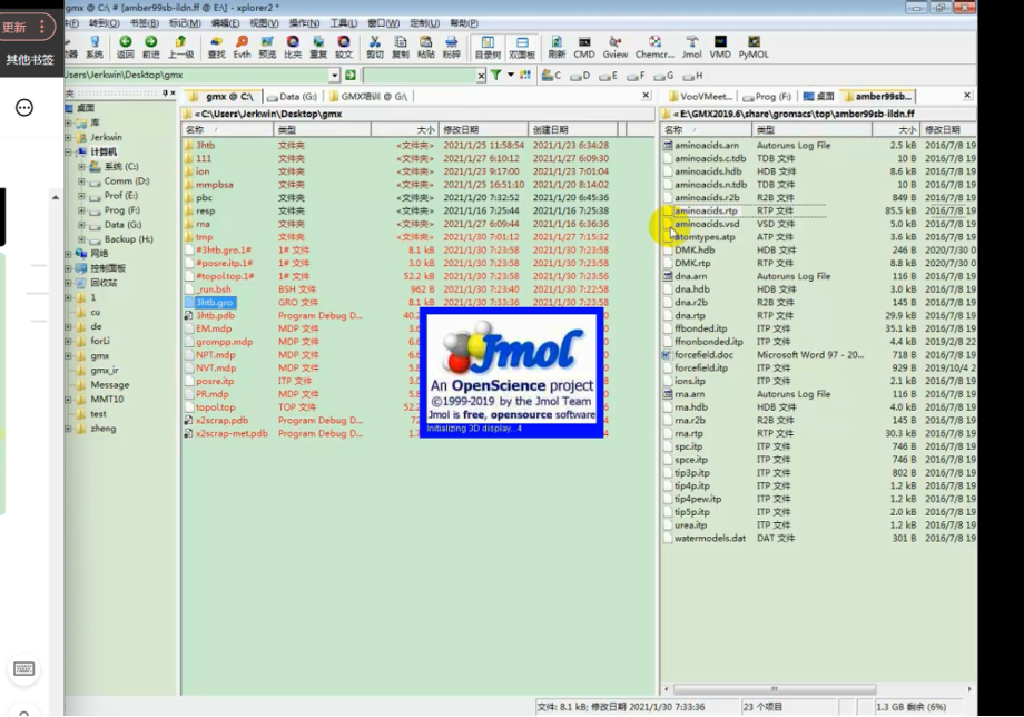 gmx @ C:\ # [amber99sb-ildn.ff @ E:\] - xplorer2 *
更新
其他书签
转到(O) 书签(B) 标记(M) 编辑(E) 视图(V) 操作(N) 工具(L) 窗口(W) 定制(U) 帮助(P)
系统 返回 前进 上一级 查找 Evth 预览 比夹 重复 较文 剪切 复制 粘贴 粉碎 目录树 双面板 刷新 CMD Gview Chemcr... Jmol VMD PyMOL
Jsers\Jerkwin\Desktop\gmx
C D E F G H
gmx @ C:\ Data (G:) GMX培训 @ G:\
VooVMeet... Prog (F:) 桌面 amber99sb...
«C:\Users\Jerkwin\Desktop\gmx
«E:\GMX2019.6\share\gromacs\top\amber99sb-ildn.ff
桌面
库
Jerkwin
计算机
系统 (C:)
Comm (D:)
Prof (E:)
Prog (F:)
Data (G:)
Backup (H:)
网络
控制面板
回收站
1
cu
de
forLi
gmx
gmx_ir
Message
MMT10
test
zheng
名称 类型 大小 修改日期 创建日期
3htb 文件夹 <文件夹> 2021/1/25 11:58:54 2021/1/23 6:34:28
111 文件夹 <文件夹> 2021/1/27 6:10:12 2021/1/27 6:09:30
ion 文件夹 <文件夹> 2021/1/23 9:17:00 2021/1/23 7:01:04
mmpbsa 文件夹 <文件夹> 2021/1/25 16:51:10 2021/1/20 8:14:02
pbc 文件夹 <文件夹> 2021/1/20 7:32:52 2021/1/20 6:45:36
resp 文件夹 <文件夹> 2021/1/16 7:25:44 2021/1/16 7:25:38
rna 文件夹 <文件夹> 2021/1/27 6:09:44 2021/1/16 6:36:36
tmp 文件夹 <文件夹> 2021/1/30 7:01:12 2021/1/27 7:15:32
#3htb.gro.1# 1# 文件 8.1 kB 2021/1/30 7:23:58 2021/1/30 7:23:58
#posre.itp.1# 1# 文件 3.0 kB 2021/1/30 7:23:58 2021/1/30 7:23:58
#topol.top.1# 1# 文件 52.2 kB 2021/1/30 7:23:58 2021/1/30 7:23:56
_run.bsh BSH 文件 962 B 2021/1/30 7:23:40 2021/1/30 7:22:58
3htb.gro GRO 文件 8.1 kB 2021/1/30 7:33:36 2021/1/30 7:23:58
3htb.pdb Program Debug D...
EM.mdp MDP 文件
grompp.mdp MDP 文件
NPT.mdp MDP 文件
NVT.mdp MDP 文件
posre.itp ITP 文件
PR.mdp MDP 文件
topol.top TOP 文件
x2scrap.pdb Program Debug D...
x2scrap-met.pdb Program Debug D...
Jmol
An OpenScience project
©1999-2019 by the Jmol Team
Jmol is free, opensource software
Initializing 3D display...4
名称 类型 大小 修改日期
aminoacids.arn Autoruns Log File 2.5 kB 2016/7/8 19
aminoacids.c.tdb TDB 文件 10 B 2016/7/8 19
aminoacids.hdb HDB 文件 8.6 kB 2016/7/8 19
aminoacids.n.tdb TDB 文件 10 B 2016/7/8 19
aminoacids.r2b R2B 文件 849 B 2016/7/8 19
aminoacids.rtp RTP 文件 85.5 kB 2016/7/8 19
aminoacids.vsd VSD 文件 5.0 kB 2016/7/8 19
atomtypes.atp ATP 文件 3.6 kB 2016/7/8 19
DMK.hdb HDB 文件 246 B 2020/7/30 0
DMK.rtp RTP 文件 8.8 kB 2020/7/30 0
dna.arn Autoruns Log File 116 B 2016/7/8 19
dna.hdb HDB 文件 3.0 kB 2016/7/8 19
dna.r2b R2B 文件 145 B 2016/7/8 19
dna.rtp RTP 文件 29.9 kB 2016/7/8 19
ffbonded.itp ITP 文件 35.1 kB 2016/7/8 19
ffnonbonded.itp ITP 文件 4.4 kB 2019/2/8 22
forcefield.doc Microsoft Word 97 - 20... 718 B 2016/7/8 19
forcefield.itp ITP 文件 929 B 2019/10/4 2
ions.itp ITP 文件 2.1 kB 2016/7/8 19
rna.arn Autoruns Log File 116 B 2016/7/8 19
rna.hdb HDB 文件 4.0 kB 2016/7/8 19
rna.r2b R2B 文件 145 B 2016/7/8 19
rna.rtp RTP 文件 30.3 kB 2016/7/8 19
spc.itp ITP 文件 746 B 2016/7/8 19
spce.itp ITP 文件 746 B 2016/7/8 19
tip3p.itp ITP 文件 802 B 2016/7/8 19
tip4p.itp ITP 文件 1.2 kB 2016/7/8 19
tip4pew.itp ITP 文件 1.2 kB 2016/7/8 19
tip5p.itp ITP 文件 2.0 kB 2016/7/8 19
urea.itp ITP 文件 1.2 kB 2016/7/8 19
watermodels.dat DAT 文件 301 B 2016/7/8 19
文件: 8.1 kB; 修改日期 2021/1/30 7:33:36 23 个项目 1.3 GB 剩余 (6%)